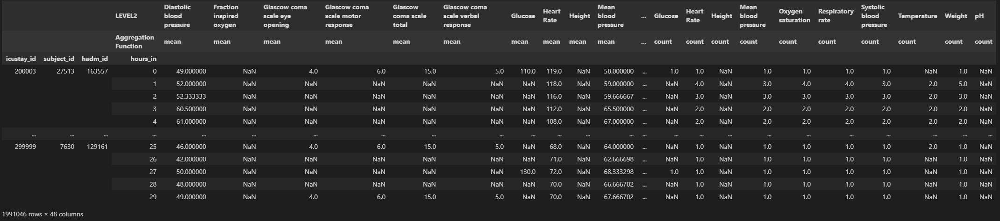 LEVEL2 Diastolic blood pressure Fraction inspired oxygen Glascow coma scale eye opening Glascow coma scale motor response Glascow coma scale total Glascow coma scale verbal response Glucose Heart Rate Height Mean blood pressure ... Glucose Heart Rate Height Mean blood pressure Oxygen saturation Respiratory rate Systolic blood pressure Temperature Weight pH
Aggregation Function mean mean mean mean mean mean mean mean mean mean ... count count count count count count count count count count
icustay_id subject_id hadm_id hours_in
200003 27513 163557 0 49.000000 NaN 4.0 6.0 15.0 5.0 110.0 119.0 NaN 58.000000 ... 1.0 1.0 NaN 1.0 1.0 1.0 1.0 NaN 1.0 NaN
1 52.000000 NaN NaN NaN NaN NaN NaN 118.0 NaN 59.000000 ... NaN 4.0 NaN 3.0 4.0 4.0 3.0 2.0 5.0 NaN
2 52.333333 NaN NaN NaN NaN NaN NaN 116.0 NaN 59.666667 ... NaN 3.0 NaN 3.0 3.0 3.0 3.0 2.0 3.0 NaN
3 60.500000 NaN NaN NaN NaN NaN NaN 112.0 NaN 65.500000 ... NaN 2.0 NaN 2.0 2.0 2.0 2.0 2.0 2.0 NaN
4 61.000000 NaN NaN NaN NaN NaN NaN 108.0 NaN 67.000000 ... NaN 2.0 NaN 2.0 2.0 2.0 2.0 2.0 2.0 NaN
... ... ... ... ... ... ... ... ... ... ... ... ... ... ... ... ... ... ... ... ... ... ... ... ...
299999 7630 129161 25 46.000000 NaN 4.0 6.0 15.0 5.0 NaN 68.0 NaN 64.000000 ... NaN 1.0 NaN 1.0 1.0 1.0 1.0 2.0 1.0 NaN
26 42.000000 NaN NaN NaN NaN NaN NaN 71.0 NaN 62.666698 ... NaN 1.0 NaN 1.0 1.0 1.0 1.0 NaN 1.0 NaN
27 50.000000 NaN NaN NaN NaN NaN 130.0 72.0 NaN 68.333298 ... 1.0 1.0 NaN 1.0 1.0 1.0 1.0 NaN 1.0 NaN
28 48.000000 NaN NaN NaN NaN NaN NaN 70.0 NaN 66.666702 ... NaN 1.0 NaN 1.0 1.0 1.0 1.0 NaN 1.0 NaN
29 49.000000 NaN 4.0 6.0 15.0 5.0 NaN 70.0 NaN 67.666702 ... NaN 1.0 NaN 1.0 1.0 1.0 1.0 NaN 1.0 NaN
1991046 rows × 48 columns